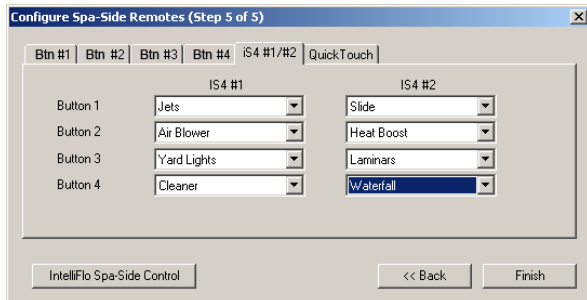 Configure Spa-Side Remotes (Step 5 of 5)
Btn #1 Btn #2 Btn #3 Btn #4 iS4 #1/#2 QuickTouch
IS4 #1 IS4 #2
Button 1 Jets Slide
Button 2 Air Blower Heat Boost
Button 3 Yard Lights Laminars
Button 4 Cleaner Waterfall
IntelliFlo Spa-Side Control << Back Finish